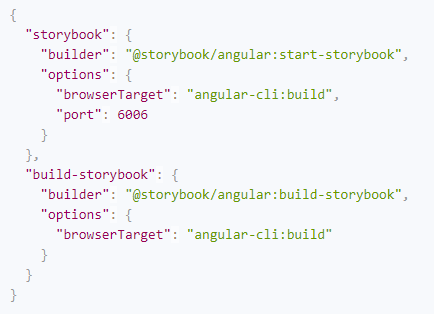 {
  "storybook": {
    "builder": "@storybook/angular:start-storybook",
    "options": {
      "browserTarget": "angular-cli:build",
      "port": 6006
    }
  },
  "build-storybook": {
    "builder": "@storybook/angular:build-storybook",
    "options": {
      "browserTarget": "angular-cli:build"
    }
  }
}